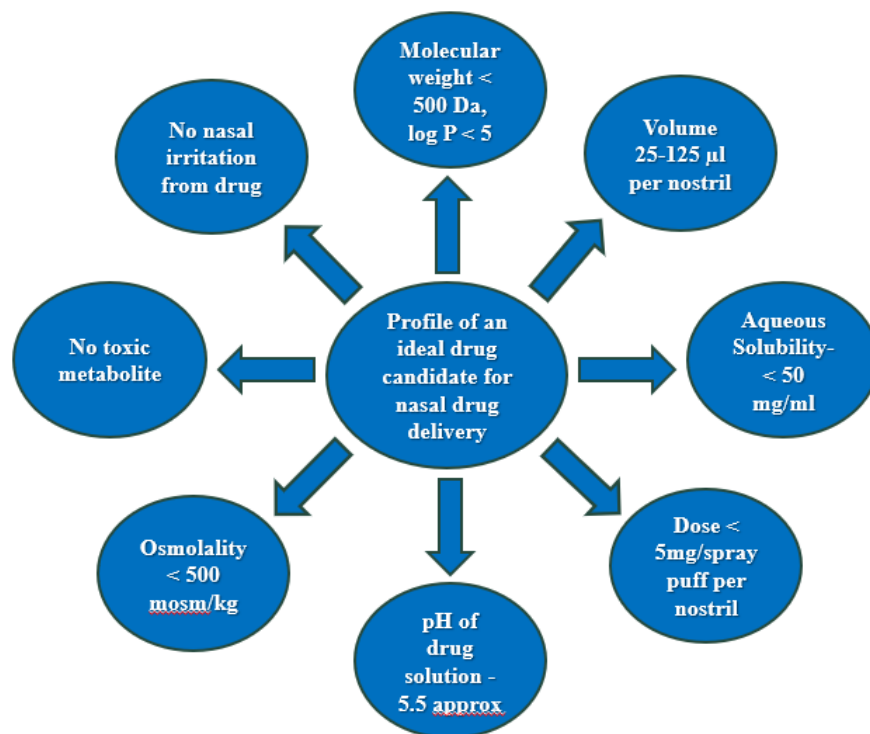 Molecular
weight <
500 Da,
log P < 5
No nasal
irritation
from drug
Volume
25-125 µl
per nostril
No toxic
metabolite
Profile of an
ideal drug
candidate for
nasal drug
delivery
Aqueous
Solubility-
< 50
mg/ml
Osmolality
< 500
mosm/kg
Dose <
5mg/spray
puff per
nostril
pH of
drug
solution -
5.5 approx